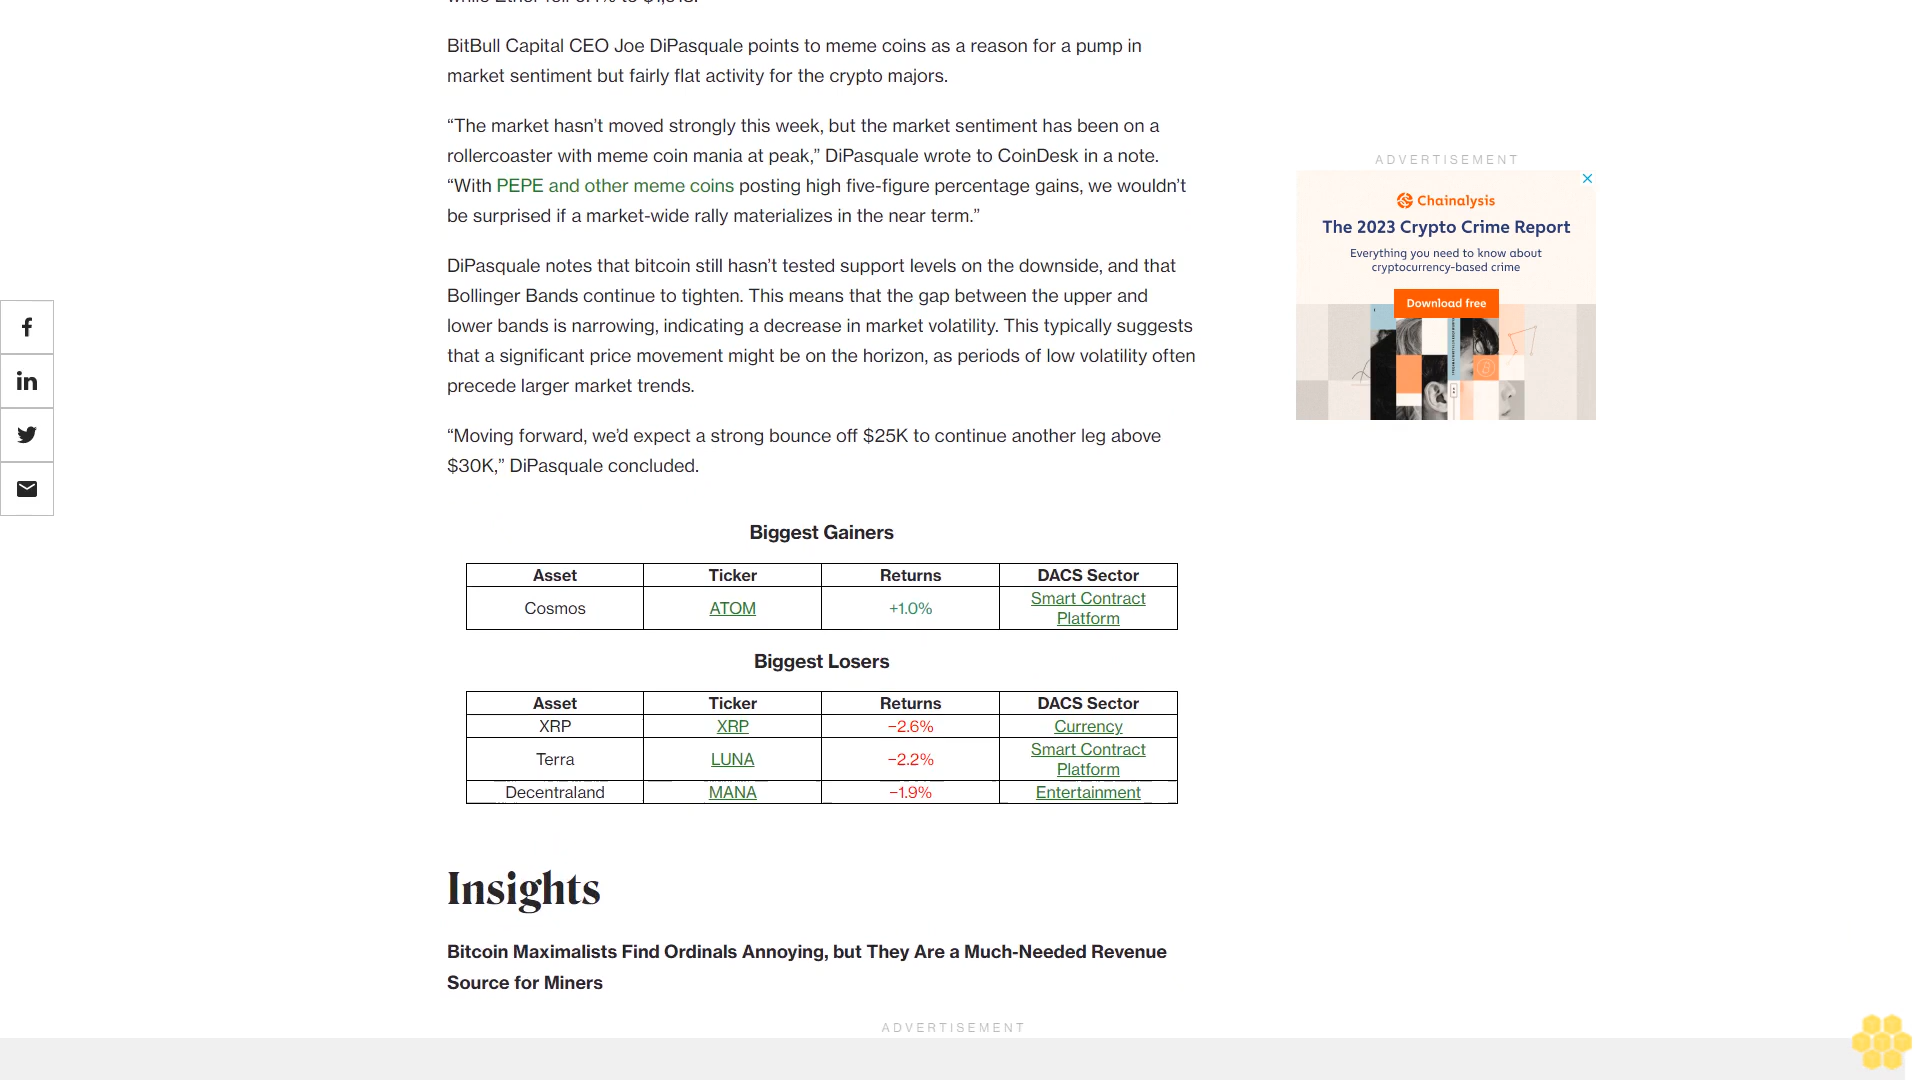 BitBull Capital CEO Joe DiPasquale points to meme coins as a reason for a pump in
market sentiment but fairly flat activity for the crypto majors.
“The market hasn’t moved strongly this week, but the market sentiment has been on a
rollercoaster with meme coin mania at peak,” DiPasquale wrote to CoinDesk in a note.
“With PEPE and other meme coins posting high five-figure percentage gains, we wouldn’t
be surprised if a market-wide rally materializes in the near term.”
DiPasquale notes that bitcoin still hasn’t tested support levels on the downside, and that
Bollinger Bands continue to tighten. This means that the gap between the upper and
lower bands is narrowing, indicating a decrease in market volatility. This typically suggests
that a significant price movement might be on the horizon, as periods of low volatility often
precede larger market trends.
“Moving forward, we’d expect a strong bounce off $25K to continue another leg above
$30K,” DiPasquale concluded.
Biggest Gainers
Asset Ticker Returns DACS Sector
Cosmos ATOM +1.0% Smart Contract
Platform
Biggest Losers
Asset Ticker Returns DACS Sector
XRP XRP −2.6% Currency
Terra LUNA −2.2% Smart Contract
Platform
Decentraland MANA −1.9% Entertainment
Insights
Bitcoin Maximalists Find Ordinals Annoying, but They Are a Much-Needed Revenue
Source for Miners
ADVERTISEMENT
ADVERTISEMENT
Chainalysis
The 2023 Crypto Crime Report
Everything you need to know about
cryptocurrency-based crime
Download free